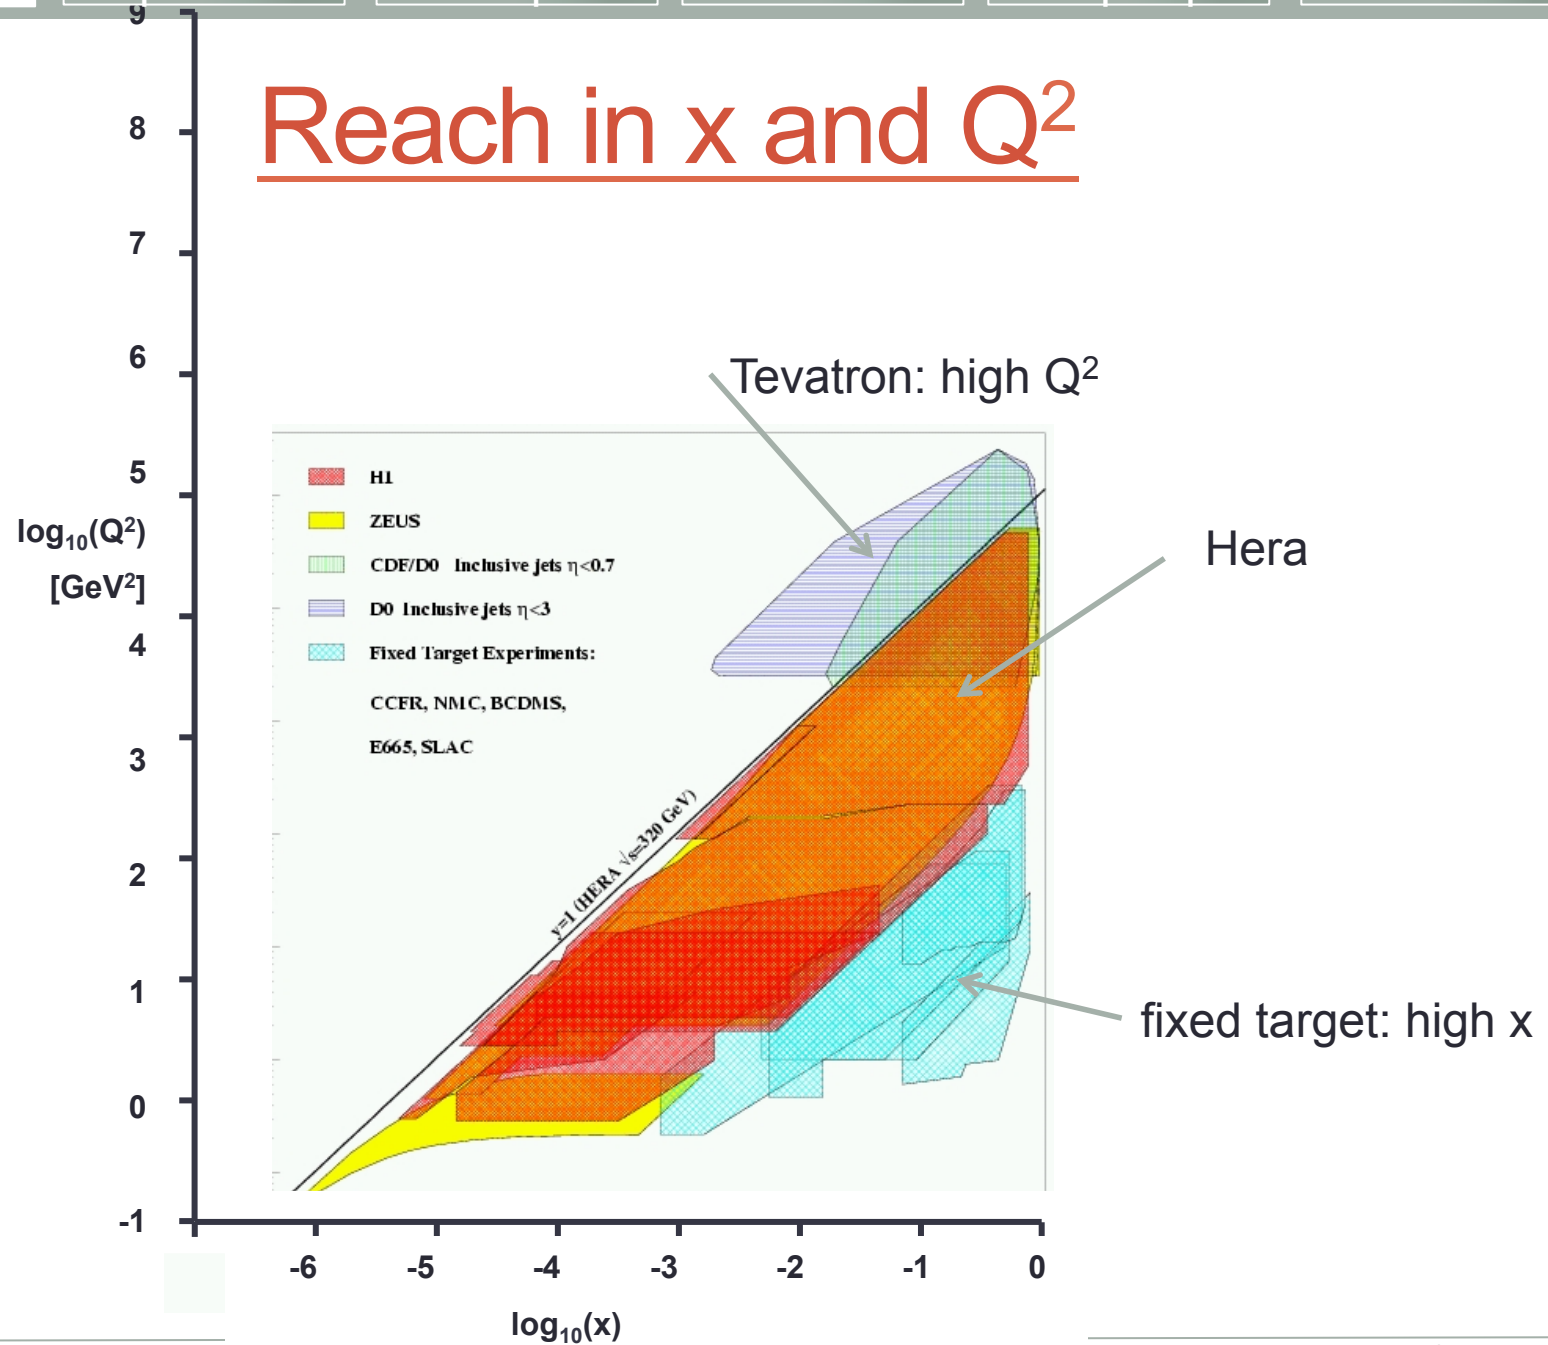 9
Reach in x and Q²
8
7
6
Tevatron: high Q²
5
H1
ZEUS
log₁₀(Q²)
[GeV²]
CDF/D0 Inclusive jets η<0.7
Hera
D0 Inclusive jets η<3
4
Fixed Target Experiments:
CCFR, NMC, BCDMS,
E665, SLAC
3
y=1 (HERA √s=320 GeV)
2
1
fixed target: high x
0
-1
-6 -5 -4 -3 -2 -1 0
log₁₀(x)